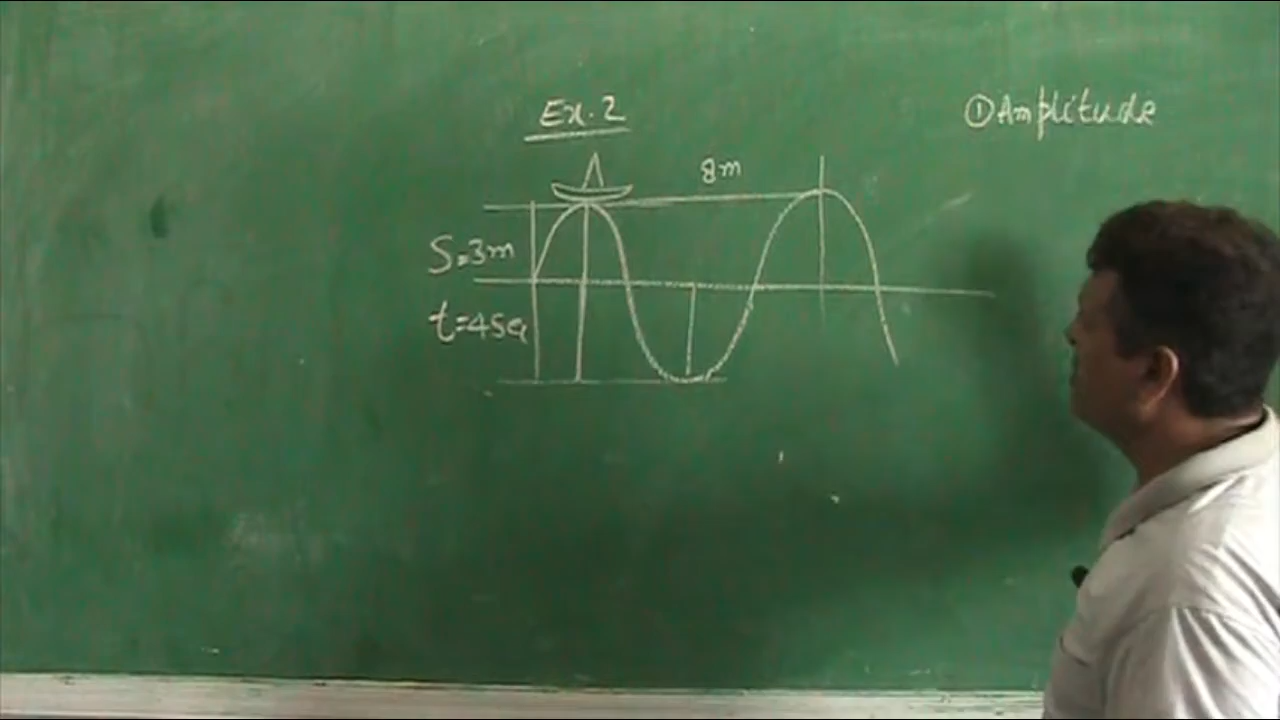 Ex. 2
① Amplitude
8m
S=3m
t=4sec